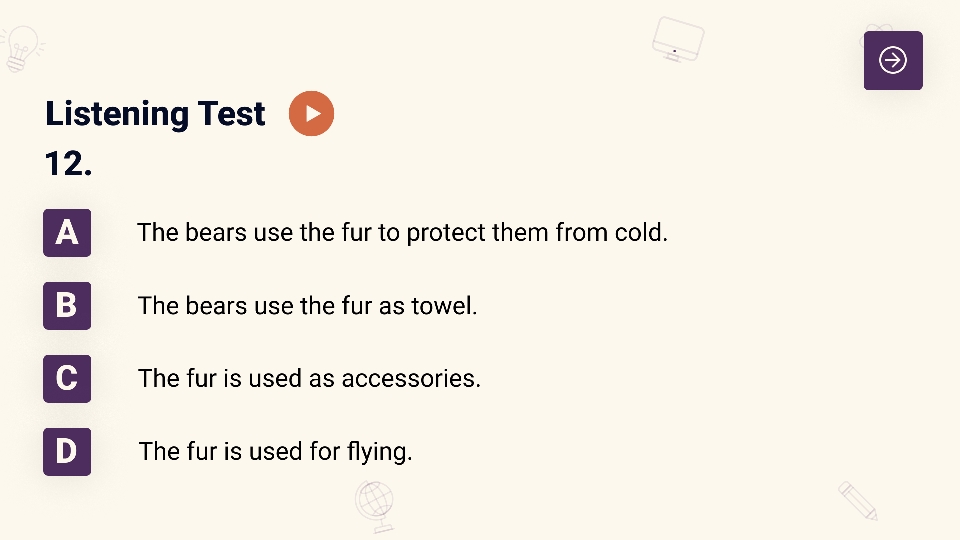 Listening Test
12.
A The bears use the fur to protect them from cold.
B The bears use the fur as towel.
C The fur is used as accessories.
D The fur is used for flying.